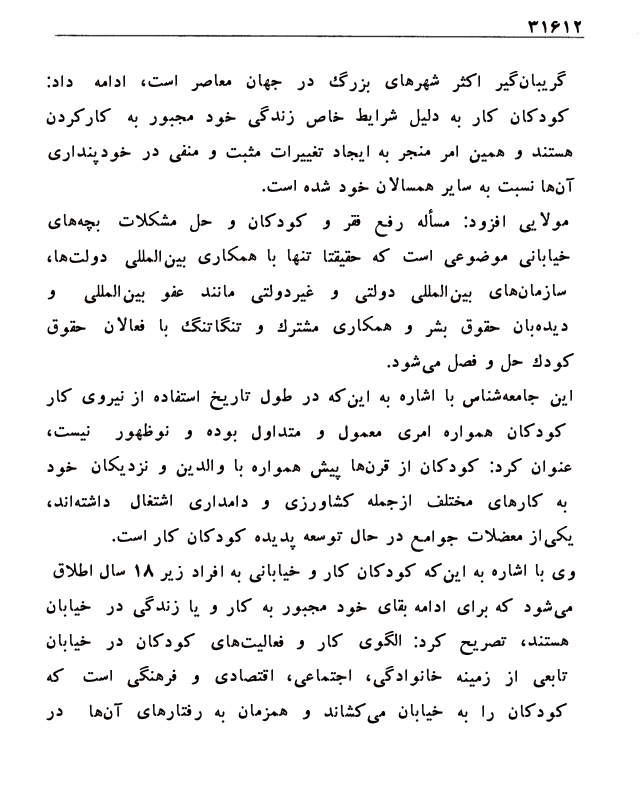 ۳۱۶۱۲
گریبان‌گیر اکثر شهرهای بزرگ در جهان معاصر است، ادامه داد:
کودکان کار به دلیل شرایط خاص زندگی خود مجبور به کارکردن
هستند و همین امر منجر به ایجاد تغییرات مثبت و منفی در خودپنداری
آن‌ها نسبت به سایر همسالان خود شده است.
مولایی افزود: مسأله رفع فقر و کودکان و حل مشکلات بچه‌های
خیابانی موضوعی است که حقیقتا تنها با همکاری بین‌المللی دولت‌ها،
سازمان‌های بین‌المللی دولتی و غیردولتی مانند عفو بین‌المللی و
دیده‌بان حقوق بشر و همکاری مشترك و تنگاتنگ با فعالان حقوق
کودك حل و فصل می‌شود.
این جامعه‌شناس با اشاره به این‌که در طول تاریخ استفاده از نیروی کار
کودکان همواره امری معمول و متداول بوده و نوظهور نیست،
عنوان کرد: کودکان از قرن‌ها پیش همواره با والدین و نزدیکان خود
به کارهای مختلف ازجمله کشاورزی و دامداری اشتغال داشته‌اند،
یکی‌از معضلات جوامع در حال توسعه پدیده کودکان کار است.
وی با اشاره به این‌که کودکان کار و خیابانی به افراد زیر ۱۸ سال اطلاق
می‌شود که برای ادامه بقای خود مجبور به کار و یا زندگی در خیابان
هستند، تصریح کرد: الگوی کار و فعالیت‌های کودکان در خیابان
تابعی از زمینه خانوادگی، اجتماعی، اقتصادی و فرهنگی است که
کودکان را به خیابان می‌کشاند و همزمان به رفتارهای آن‌ها در